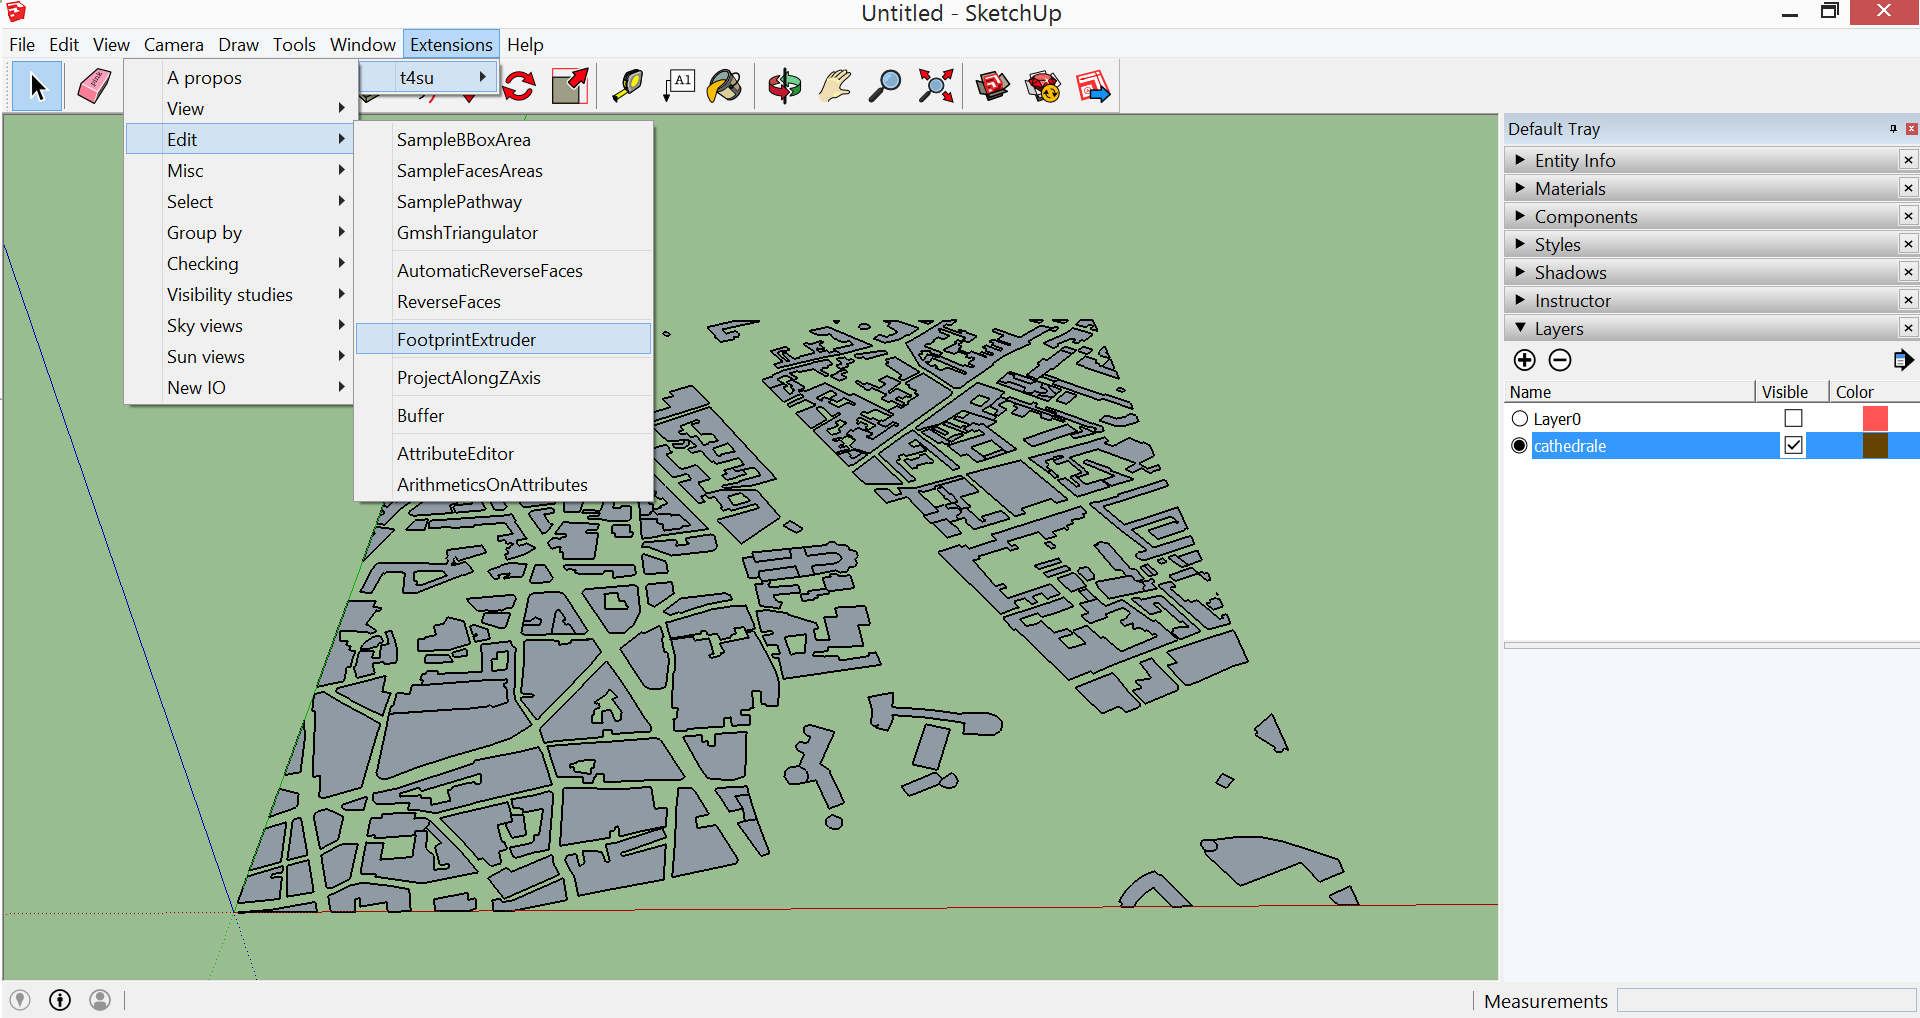 Untitled - SketchUp
File Edit View Camera Draw Tools Window Extensions Help
t4su
A1
A propos
View
Edit
Misc
Select
Group by
Checking
Visibility studies
Sky views
Sun views
New IO
SampleBBoxArea
SampleFacesAreas
SamplePathway
GmshTriangulator
AutomaticReverseFaces
ReverseFaces
FootprintExtruder
ProjectAlongZAxis
Buffer
AttributeEditor
ArithmeticsOnAttributes
Default Tray
Entity Info
Materials
Components
Styles
Shadows
Instructor
Layers
Name Visible Color
Layer0
cathedrale
Measurements